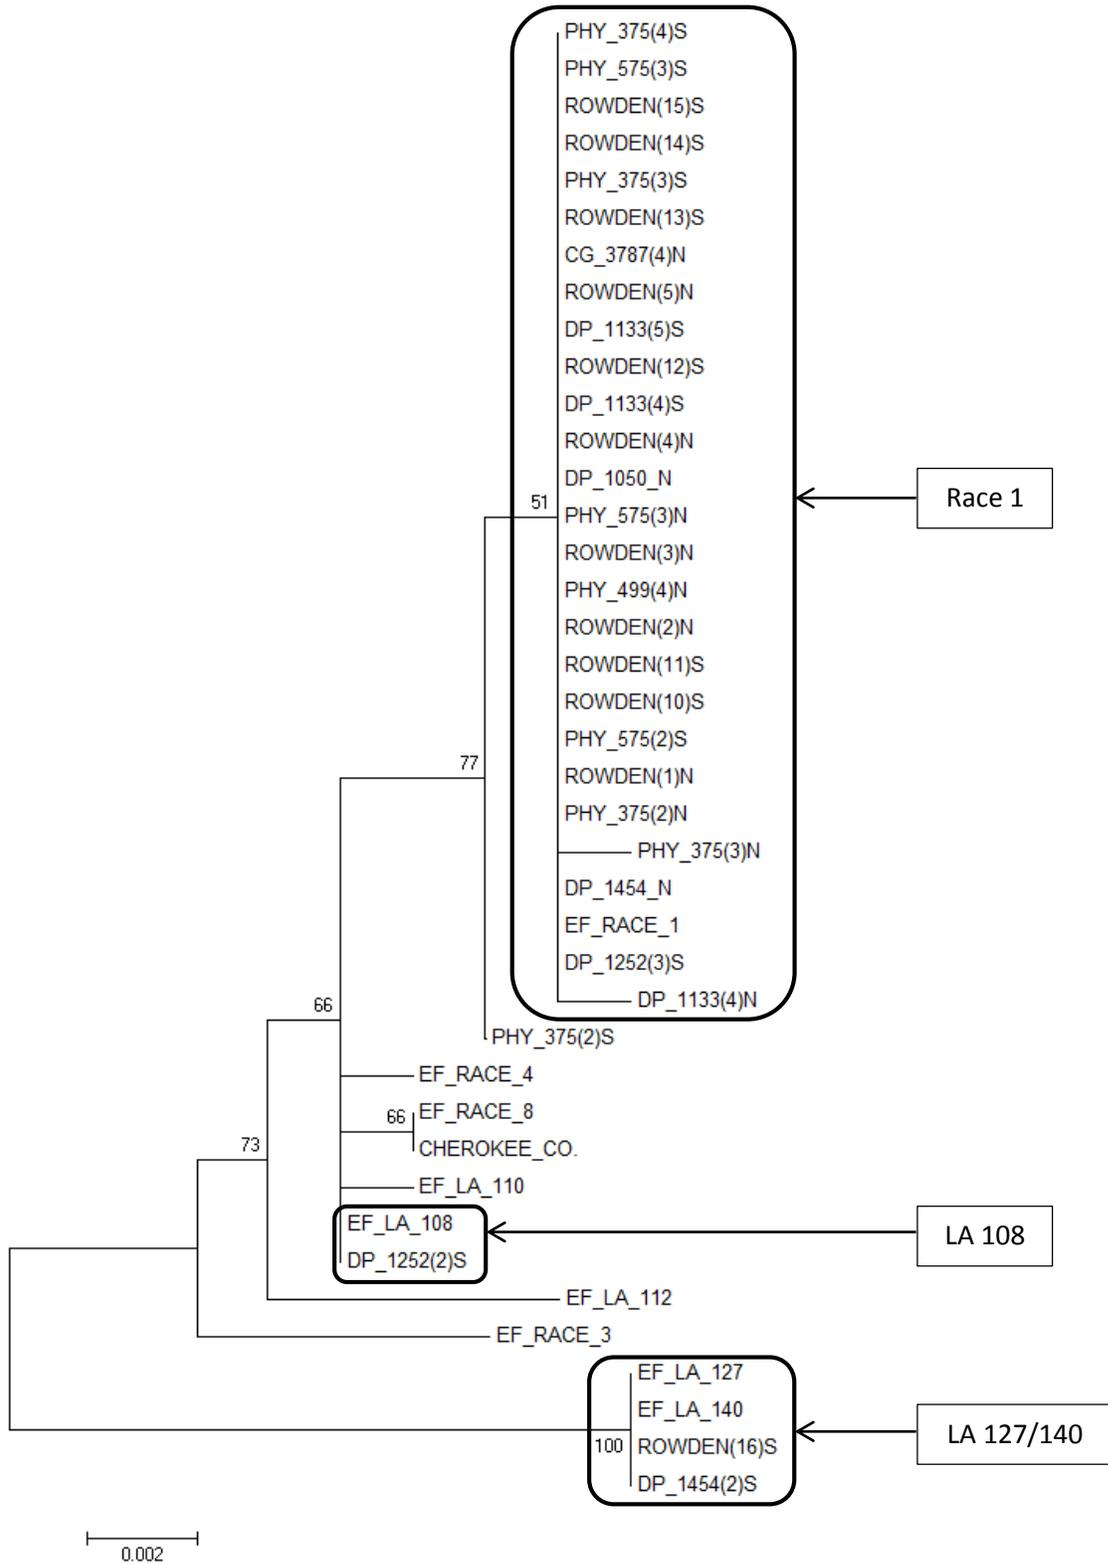 PHY_375(4)S
PHY_575(3)S
ROWDEN(15)S
ROWDEN(14)S
PHY_375(3)S
ROWDEN(13)S
CG_3787(4)N
ROWDEN(5)N
DP_1133(5)S
ROWDEN(12)S
DP_1133(4)S
ROWDEN(4)N
DP_1050_N
Race 1
51
PHY_575(3)N
ROWDEN(3)N
PHY_499(4)N
ROWDEN(2)N
ROWDEN(11)S
ROWDEN(10)S
PHY_575(2)S
77
ROWDEN(1)N
PHY_375(2)N
PHY_375(3)N
DP_1454_N
EF_RACE_1
DP_1252(3)S
DP_1133(4)N
66
PHY_375(2)S
EF_RACE_4
66
EF_RACE_8
73
CHEROKEE_CO.
EF_LA_110
EF_LA_108
LA 108
DP_1252(2)S
EF_LA_112
EF_RACE_3
EF_LA_127
EF_LA_140
LA 127/140
100
ROWDEN(16)S
DP_1454(2)S
0.002